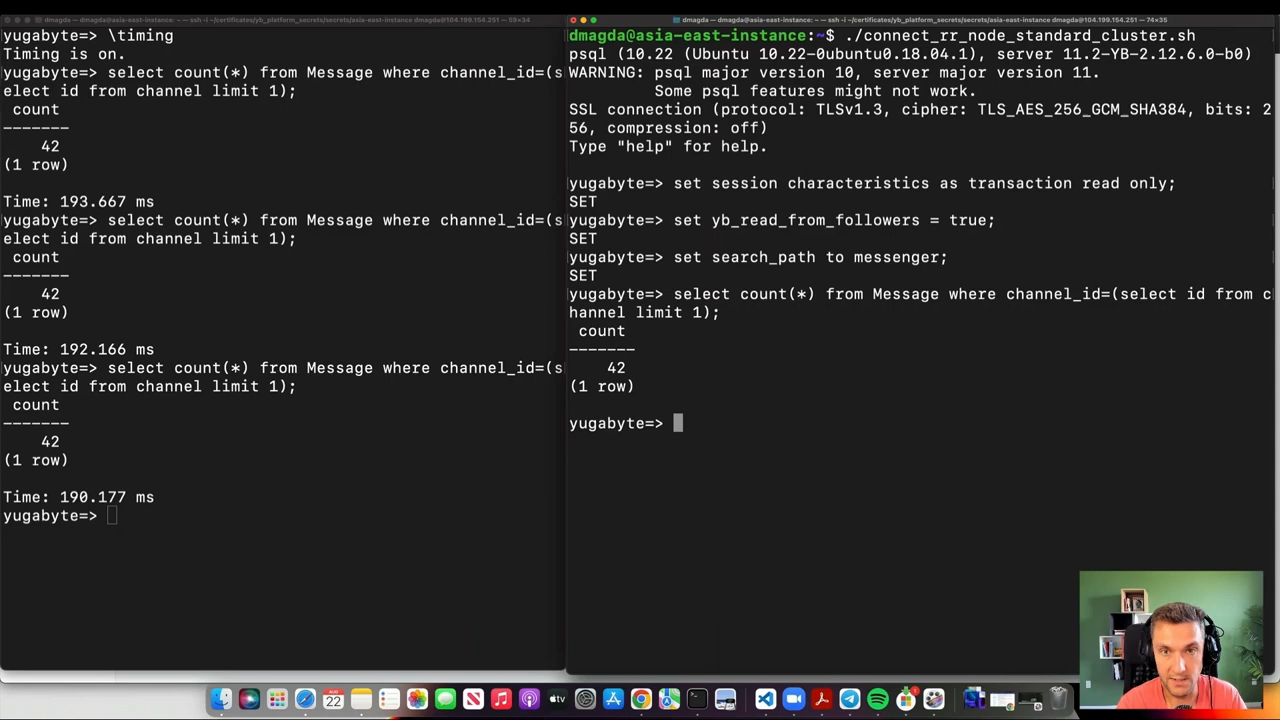 dmagda — dmagda@asia-east-instance: ~ — ssh -i ~/certificates/yb_platform_secrets/secrets/asia-east-instance dmagda@104.199.154.251 — 59×34
yugabyte=> \timing
Timing is on.
yugabyte=> select count(*) from Message where channel_id=(s
elect id from channel limit 1);
count
-------
42
(1 row)
Time: 193.667 ms
yugabyte=> select count(*) from Message where channel_id=(s
elect id from channel limit 1);
count
-------
42
(1 row)
Time: 192.166 ms
yugabyte=> select count(*) from Message where channel_id=(s
elect id from channel limit 1);
count
-------
42
(1 row)
Time: 190.177 ms
yugabyte=>
dmagda — dmagda@asia-east-instance: ~ — ssh -i ~/certificates/yb_platform_secrets/secrets/asia-east-instance dmagda@104.199.154.251 — 74×35
dmagda@asia-east-instance:~$ ./connect_rr_node_standard_cluster.sh
psql (10.22 (Ubuntu 10.22-0ubuntu0.18.04.1), server 11.2-YB-2.12.6.0-b0)
WARNING: psql major version 10, server major version 11.
Some psql features might not work.
SSL connection (protocol: TLSv1.3, cipher: TLS_AES_256_GCM_SHA384, bits: 2
56, compression: off)
Type "help" for help.
yugabyte=> set session characteristics as transaction read only;
SET
yugabyte=> set yb_read_from_followers = true;
SET
yugabyte=> set search_path to messenger;
SET
yugabyte=> select count(*) from Message where channel_id=(select id from c
hannel limit 1);
count
-------
42
(1 row)
yugabyte=>
AUG
22
tv